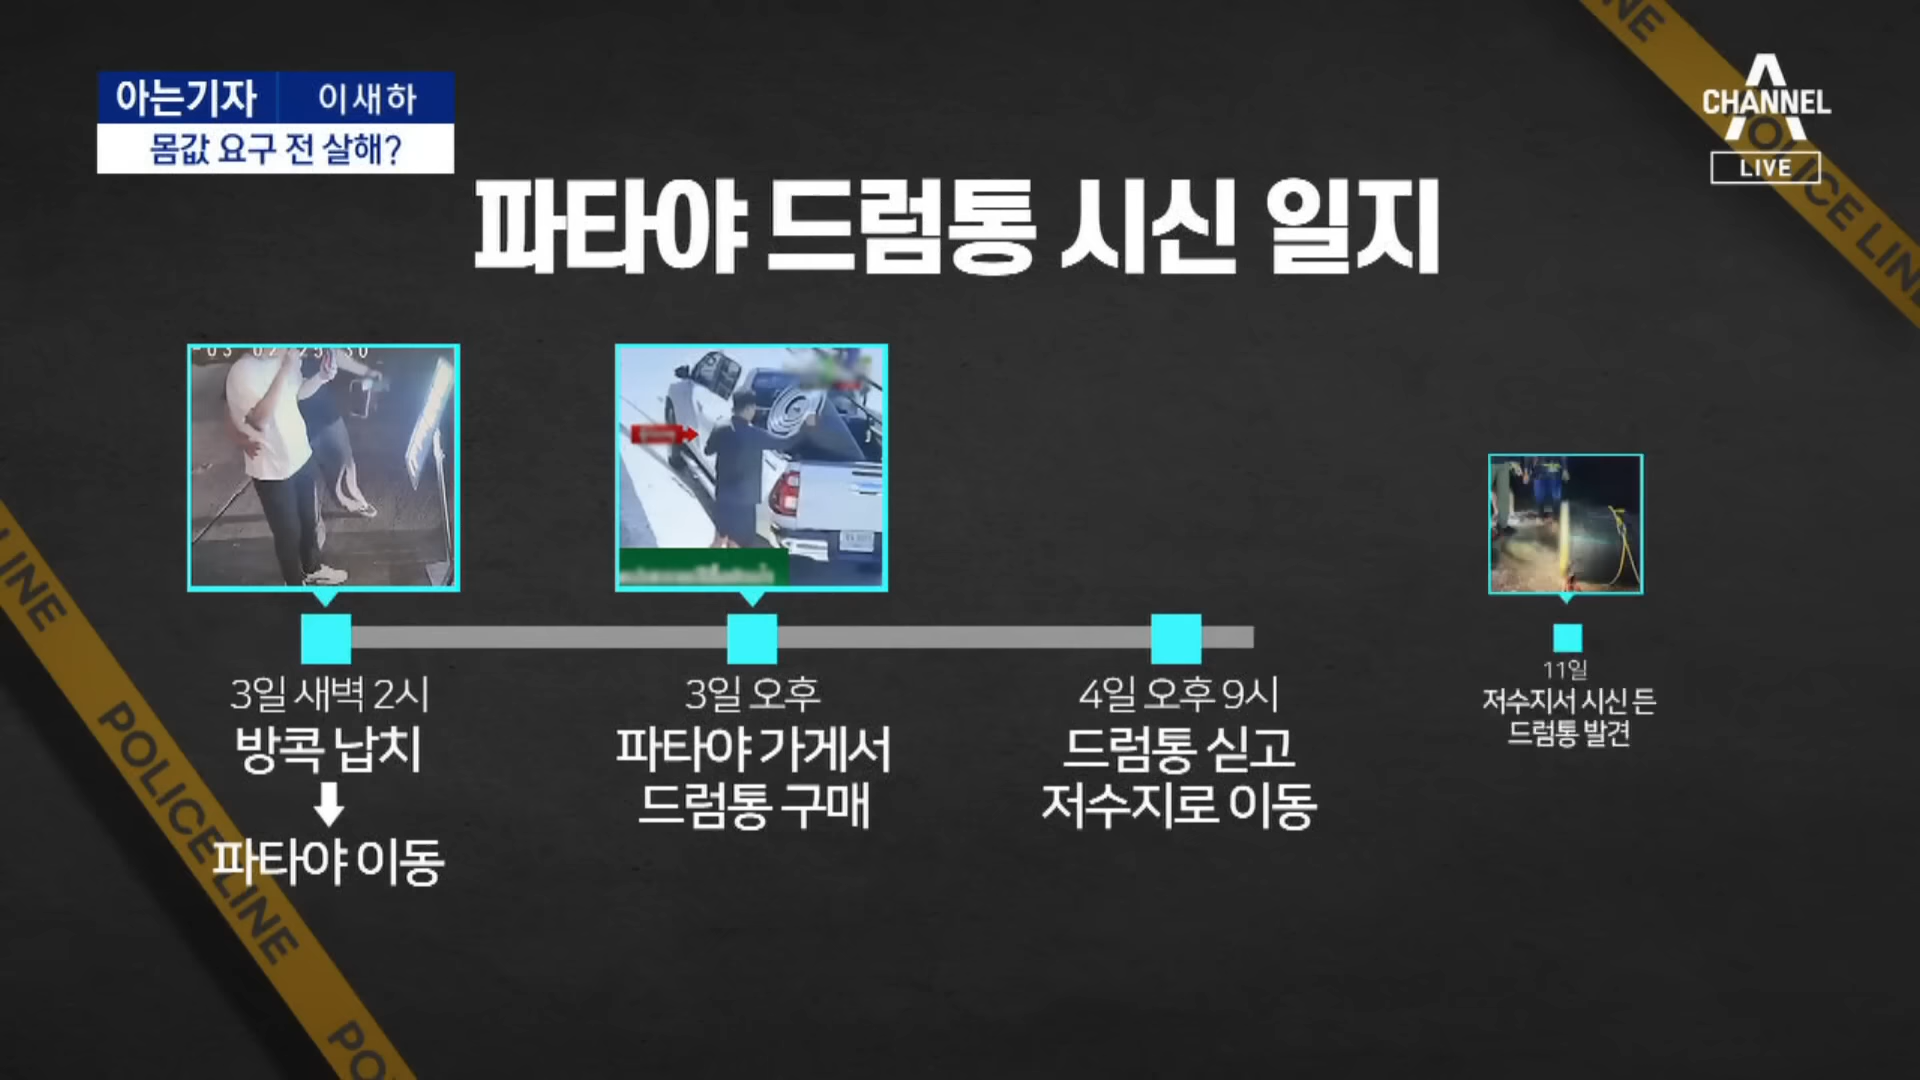 아는기자 이새하
몸값 요구 전 살해?
CHANNEL A
LIVE
POLICE LINE
파타야 드럼통 시신 일지
3일 새벽 2시
방콕 납치
파타야 이동
3일 오후
파타야 가게서
드럼통 구매
4일 오후 9시
드럼통 싣고
저수지로 이동
11일
저수지서 시신 든
드럼통 발견
LINE
POLICE LINE
PO